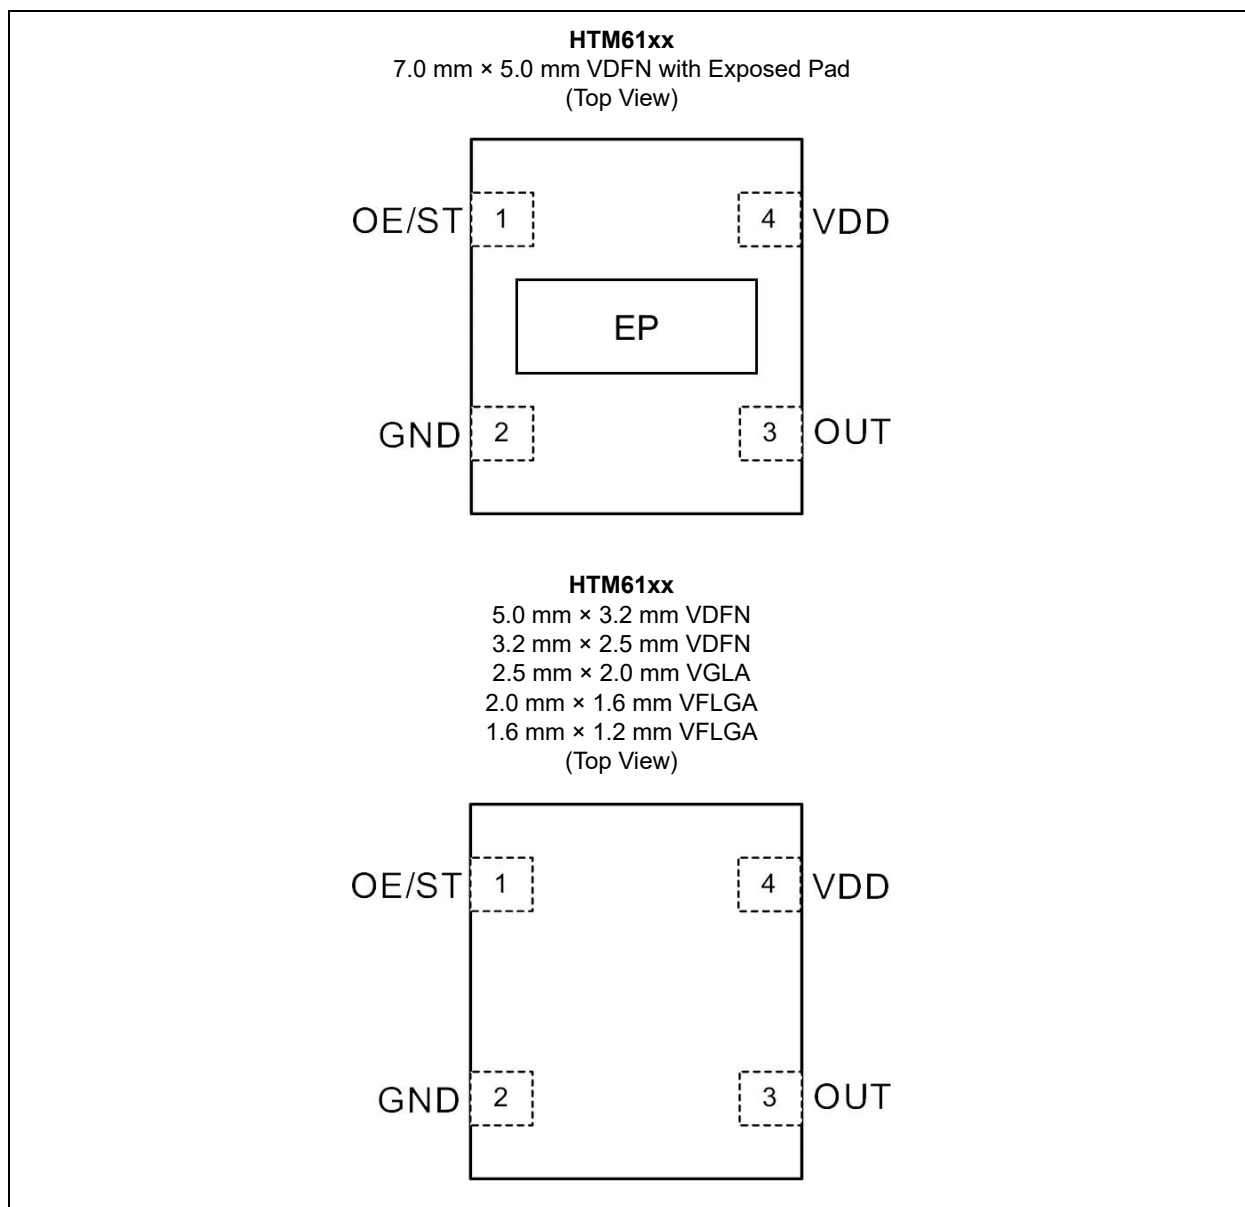 HTM61xx
7.0 mm × 5.0 mm VDFN with Exposed Pad
(Top View)
OE/ST 1 4 VDD
EP
GND 2 3 OUT
HTM61xx
5.0 mm × 3.2 mm VDFN
3.2 mm × 2.5 mm VDFN
2.5 mm × 2.0 mm VGLA
2.0 mm × 1.6 mm VFLGA
1.6 mm × 1.2 mm VFLGA
(Top View)
OE/ST 1 4 VDD
GND 2 3 OUT